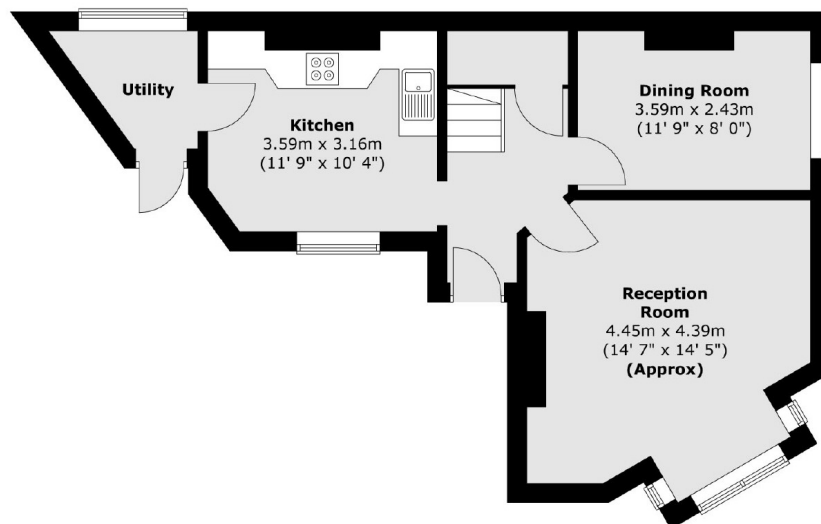 Utility
Kitchen
3.59m x 3.16m
(11' 9" x 10' 4")
Dining Room
3.59m x 2.43m
(11' 9" x 8' 0")
Reception
Room
4.45m x 4.39m
(14' 7" x 14' 5")
(Approx)